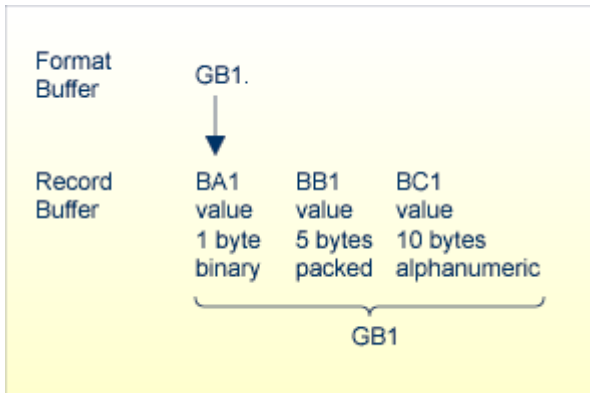 Format
Buffer
GB1.
Record
Buffer
BA1
value
1 byte
binary
BB1
value
5 bytes
packed
BC1
value
10 bytes
alphanumeric
GB1